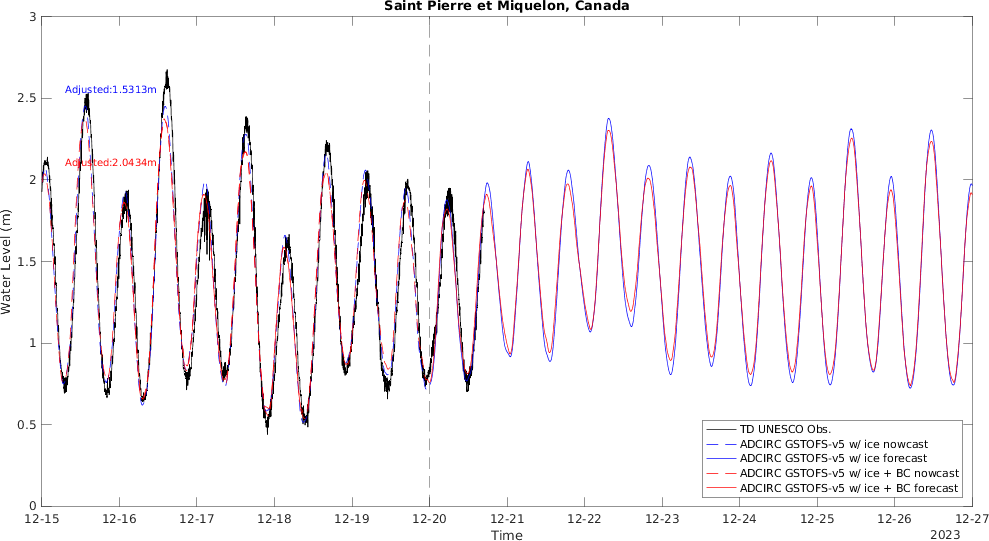 Saint Pierre et Miquelon, Canada
3
2.5
2
1.5
1
0.5
0
Water Level (m)
Adjusted:1.5313m
Adjusted:2.0434m
TD UNESCO Obs.
ADCIRC GSTOFS-v5 w/ ice nowcast
ADCIRC GSTOFS-v5 w/ ice forecast
ADCIRC GSTOFS-v5 w/ ice + BC nowcast
ADCIRC GSTOFS-v5 w/ ice + BC forecast
12-15 12-16 12-17 12-18 12-19 12-20 12-21 12-22 12-23 12-24 12-25 12-26 12-27
Time
2023